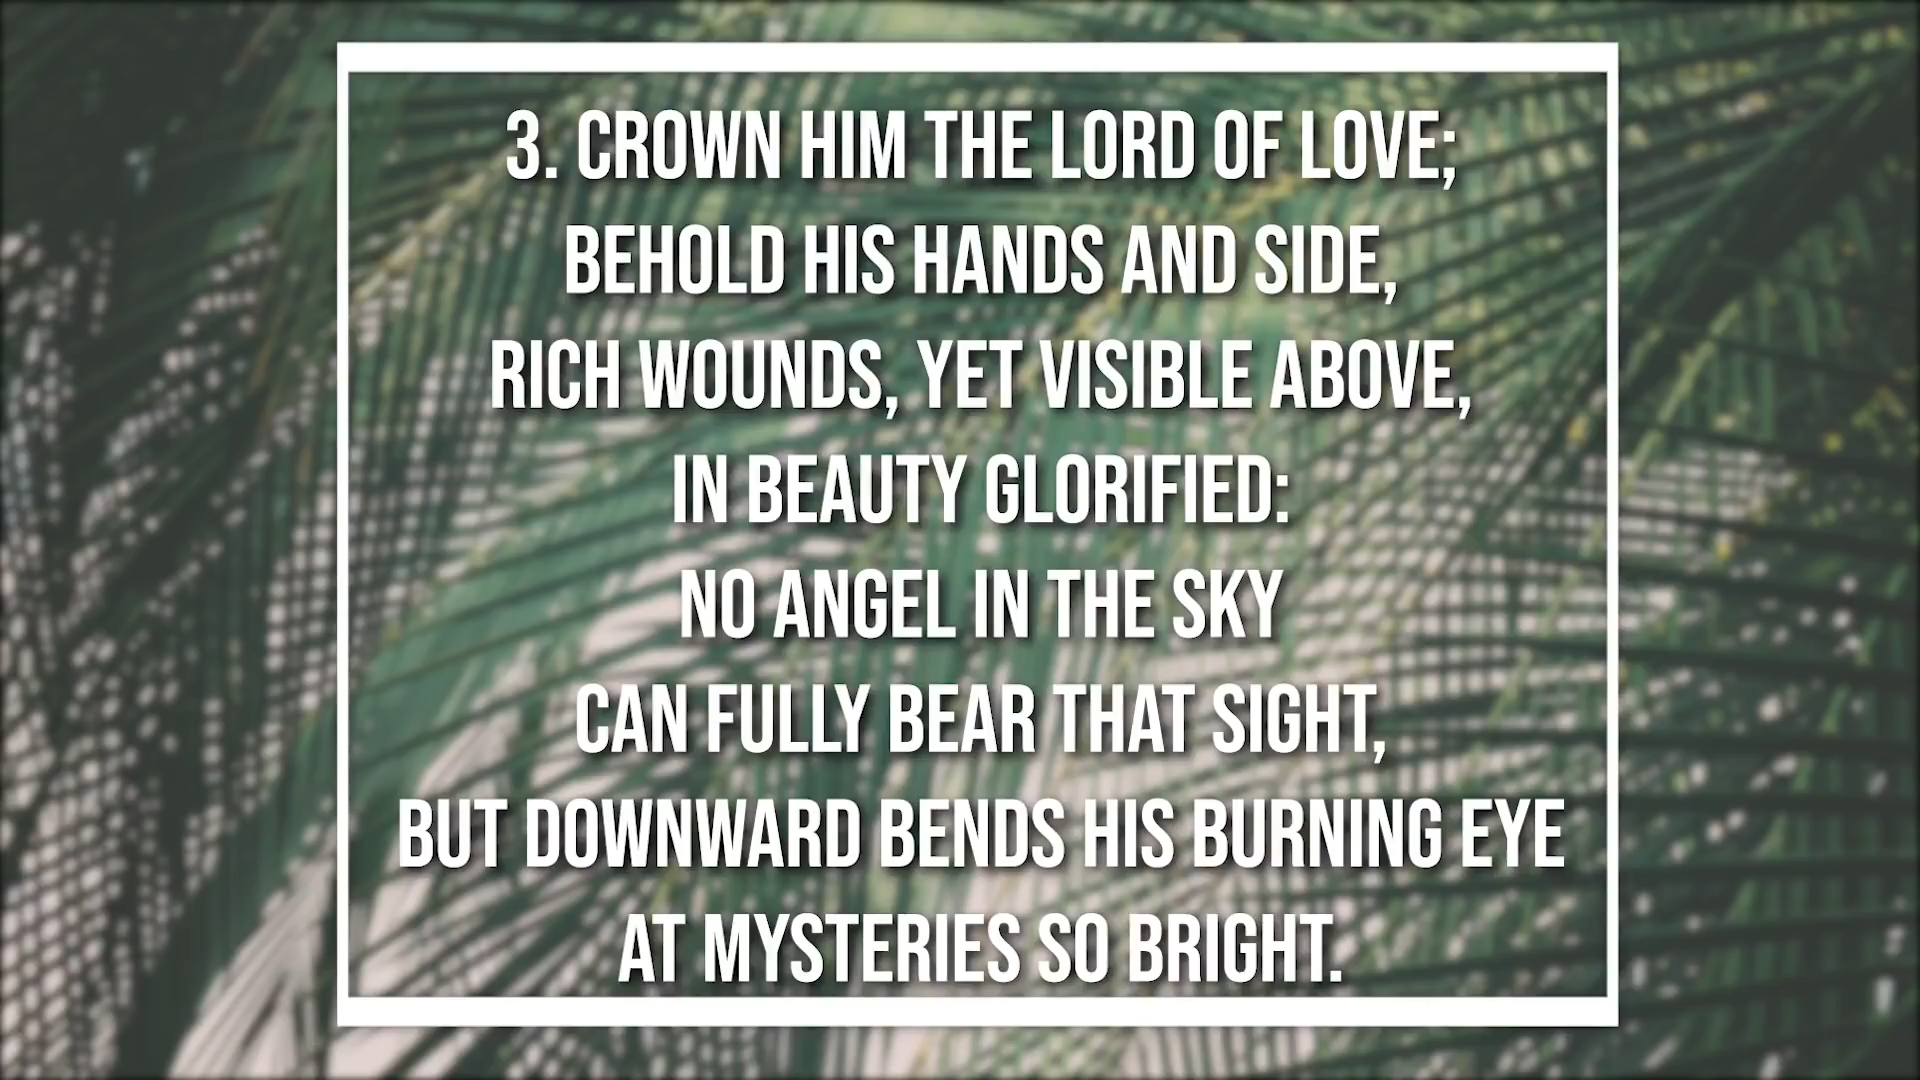 3. CROWN HIM THE LORD OF LOVE;
BEHOLD HIS HANDS AND SIDE,
RICH WOUNDS, YET VISIBLE ABOVE,
IN BEAUTY GLORIFIED:
NO ANGEL IN THE SKY
CAN FULLY BEAR THAT SIGHT,
BUT DOWNWARD BENDS HIS BURNING EYE
AT MYSTERIES SO BRIGHT.